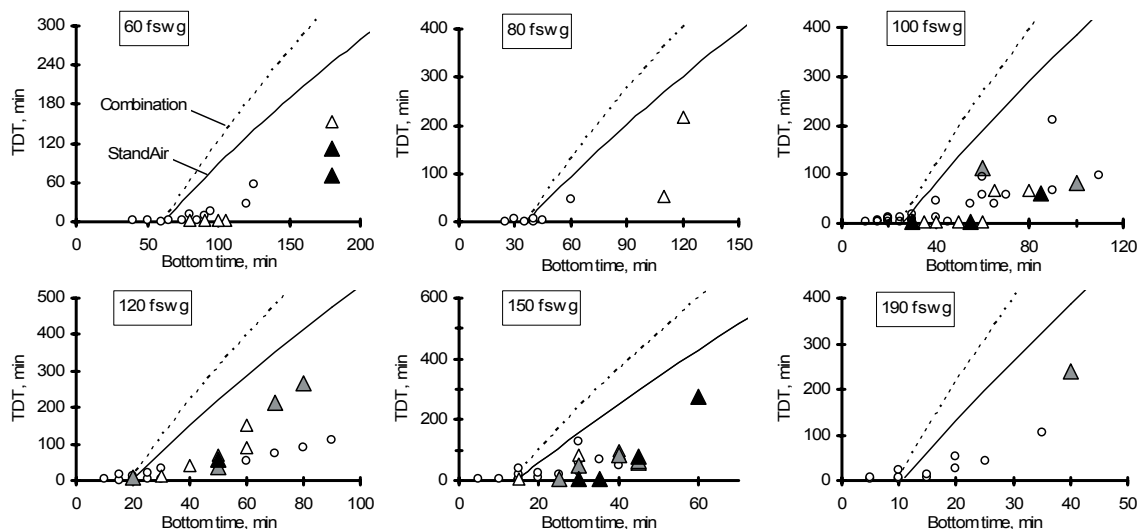 60 fswg
TDT, min
300
240
180
120
60
0
Combination
StandAir
0 50 100 150 200
Bottom time, min
80 fswg
TDT, min
400
300
200
100
0
0 30 60 90 120 150
Bottom time, min
100 fswg
TDT, min
400
300
200
100
0
0 20 40 60 80 100
Bottom time, min
120 fswg
TDT, min
500
400
300
200
100
0
0 20 40 60 80 100
Bottom time, min
150 fswg
TDT, min
600
400
200
0
0 20 40 60
Bottom time, min
190 fswg
TDT, min
400
300
200
100
0
0 10 20 30 40 50
Bottom time, min